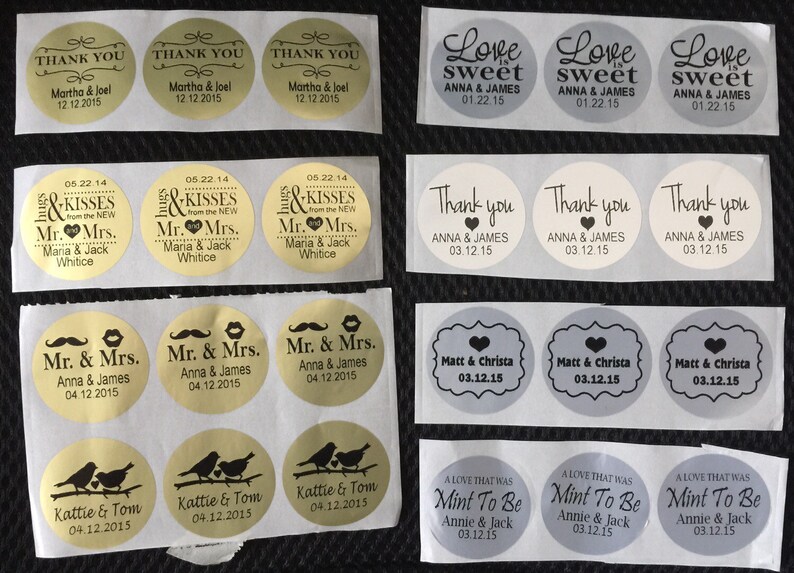 THANK YOU
Martha & Joel
12.12.2015
THANK YOU
Martha & Joel
12.12.2015
THANK YOU
Martha & Joel
12.12.2015
Love
is
sweet
ANNA & JAMES
01.22.15
Love
is
sweet
ANNA & JAMES
01.22.15
Love
is
sweet
ANNA & JAMES
01.22.15
05.22.14
hugs & KISSES
from the NEW
Mr. and Mrs.
Maria & Jack
Whitice
05.22.14
hugs & KISSES
from the NEW
Mr. and Mrs.
Maria & Jack
Whitice
05.22.14
hugs & KISSES
from the NEW
Mr. and Mrs.
Maria & Jack
Whitice
Thank you
ANNA & JAMES
03.12.15
Thank you
ANNA & JAMES
03.12.15
Thank you
ANNA & JAMES
03.12.15
Mr. & Mrs.
Anna & James
04.12.2015
Mr. & Mrs.
Anna & James
04.12.2015
Mr. & Mrs.
Anna & James
04.12.2015
Matt & Christa
03.12.15
Matt & Christa
03.12.15
Matt & Christa
03.12.15
Kattie & Tom
04.12.2015
Kattie & Tom
04.12.2015
Kattie & Tom
04.12.2015
A LOVE THAT WAS
Mint To Be
Annie & Jack
03.12.15
A LOVE THAT WAS
Mint To Be
Annie & Jack
03.12.15
A LOVE THAT WAS
Mint To Be
Annie & Jack
03.12.15